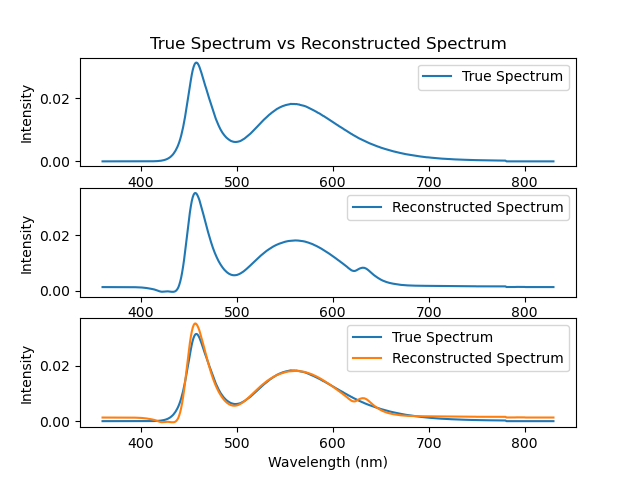 True Spectrum vs Reconstructed Spectrum
True Spectrum
Intensity
0.02
0.00
400 500 600 700 800
Reconstructed Spectrum
Intensity
0.02
0.00
400 500 600 700 800
True Spectrum
Reconstructed Spectrum
Intensity
0.02
0.00
400 500 600 700 800
Wavelength (nm)